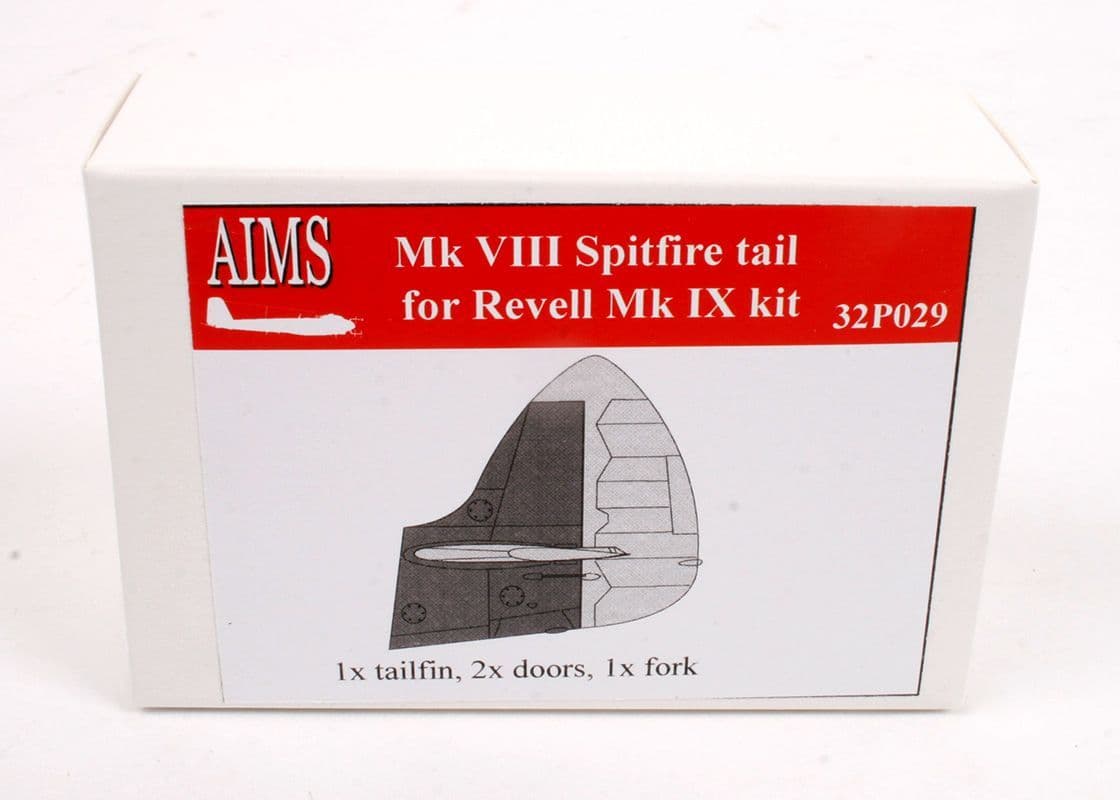 AIMS
Mk VIII Spitfire tail
for Revell Mk IX kit
32P029
1x tailfin, 2x doors, 1x fork